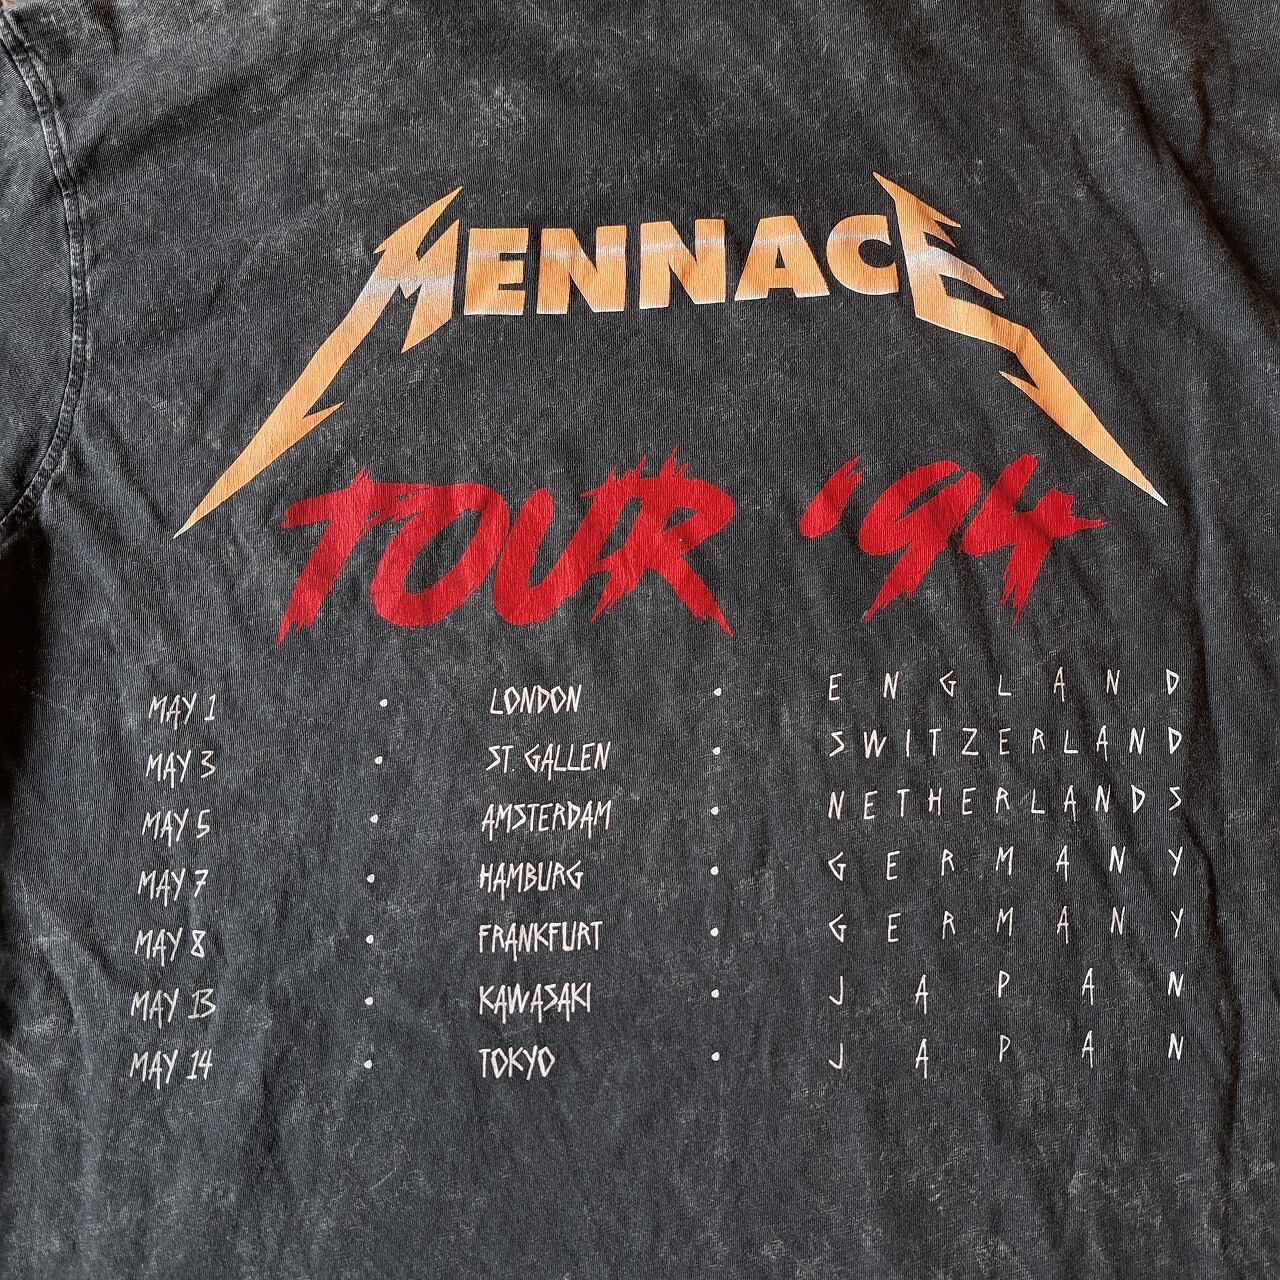 MENNACE
TOUR '94
MAY 1 • LONDON • ENGLAND
MAY 3 • ST. GALLEN • SWITZERLAND
MAY 5 • AMSTERDAM • NETHERLANDS
MAY 7 • HAMBURG • GERMANY
MAY 8 • FRANKFURT • GERMANY
MAY 13 • KAWASAKI • JAPAN
MAY 14 • TOKYO • JAPAN